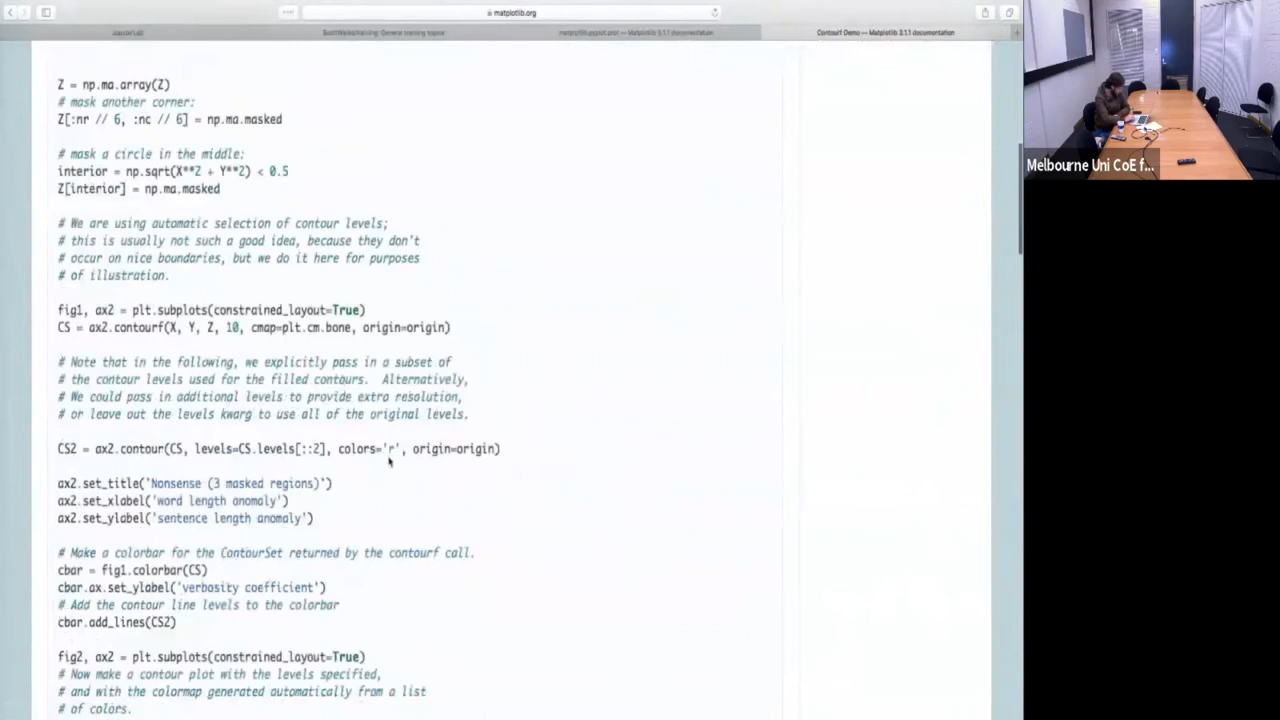 matplotlib.org
JupyterLab
matplotlib.pyplot.plot — Matplotlib 3.1.1 documentation
Contourf Demo — Matplotlib 3.1.1 documentation
Z = np.ma.array(Z)
# mask another corner:
Z[:nr // 6, :nc // 6] = np.ma.masked
# mask a circle in the middle:
interior = np.sqrt(X**2 + Y**2) < 0.5
Z[interior] = np.ma.masked
# We are using automatic selection of contour levels;
# this is usually not such a good idea, because they don't
# occur on nice boundaries, but we do it here for purposes
# of illustration.
fig1, ax2 = plt.subplots(constrained_layout=True)
CS = ax2.contourf(X, Y, Z, 10, cmap=plt.cm.bone, origin=origin)
# Note that in the following, we explicitly pass in a subset of
# the contour levels used for the filled contours.  Alternatively,
# We could pass in additional levels to provide extra resolution,
# or leave out the levels kwarg to use all of the original levels.
CS2 = ax2.contour(CS, levels=CS.levels[::2], colors='r', origin=origin)
ax2.set_title('Nonsense (3 masked regions)')
ax2.set_xlabel('word length anomaly')
ax2.set_ylabel('sentence length anomaly')
# Make a colorbar for the ContourSet returned by the contourf call.
cbar = fig1.colorbar(CS)
cbar.ax.set_ylabel('verbosity coefficient')
# Add the contour line levels to the colorbar
cbar.add_lines(CS2)
fig2, ax2 = plt.subplots(constrained_layout=True)
# Now make a contour plot with the levels specified,
# and with the colormap generated automatically from a list
# of colors.
Melbourne Uni CoE f...